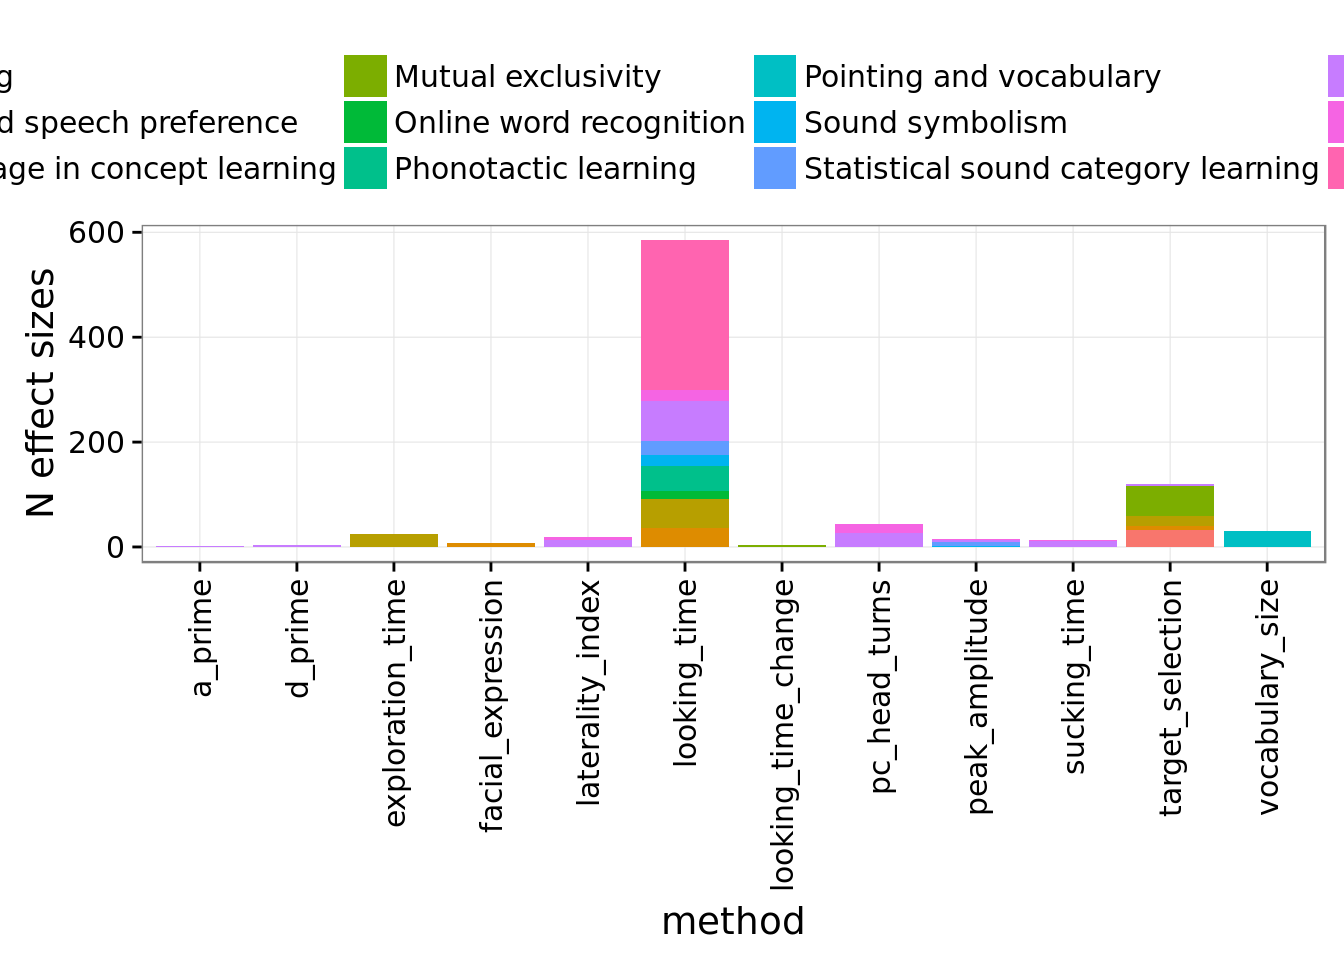 g Mutual exclusivity Pointing and vocabulary
d speech preference Online word recognition Sound symbolism
age in concept learning Phonotactic learning Statistical sound category learning
600
400
200
0
N effect sizes
a_prime
d_prime
exploration_time
facial_expression
laterality_index
looking_time
looking_time_change
pc_head_turns
peak_amplitude
sucking_time
target_selection
vocabulary_size
method